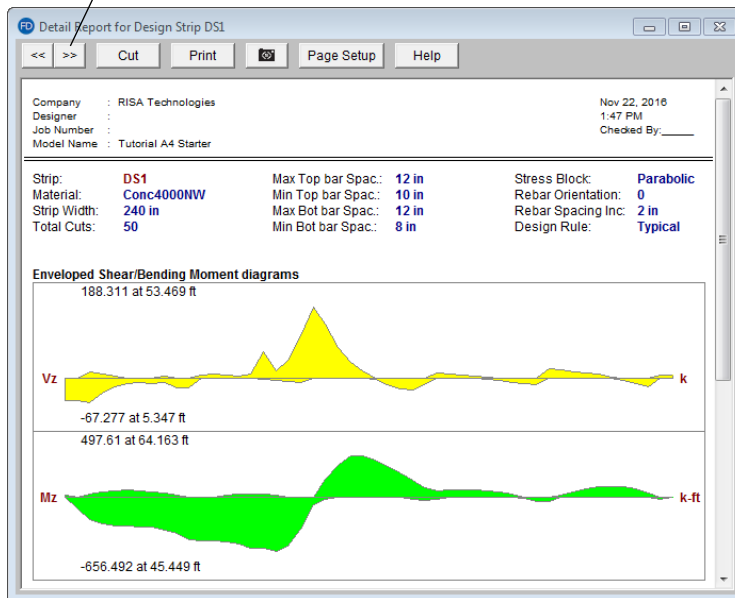 FD Detail Report for Design Strip DS1
<< >> Cut Print Page Setup Help
Company : RISA Technologies Nov 22, 2016
Designer : 1:47 PM
Job Number : Checked By:_____
Model Name : Tutorial A4 Starter
Strip: DS1 Max Top bar Spac.: 12 in Stress Block: Parabolic
Material: Conc4000NW Min Top bar Spac.: 10 in Rebar Orientation: 0
Strip Width: 240 in Max Bot bar Spac.: 12 in Rebar Spacing Inc: 2 in
Total Cuts: 50 Min Bot bar Spac.: 8 in Design Rule: Typical
Enveloped Shear/Bending Moment diagrams
188.311 at 53.469 ft
Vz k
-67.277 at 5.347 ft
497.61 at 64.163 ft
Mz k-ft
-656.492 at 45.449 ft